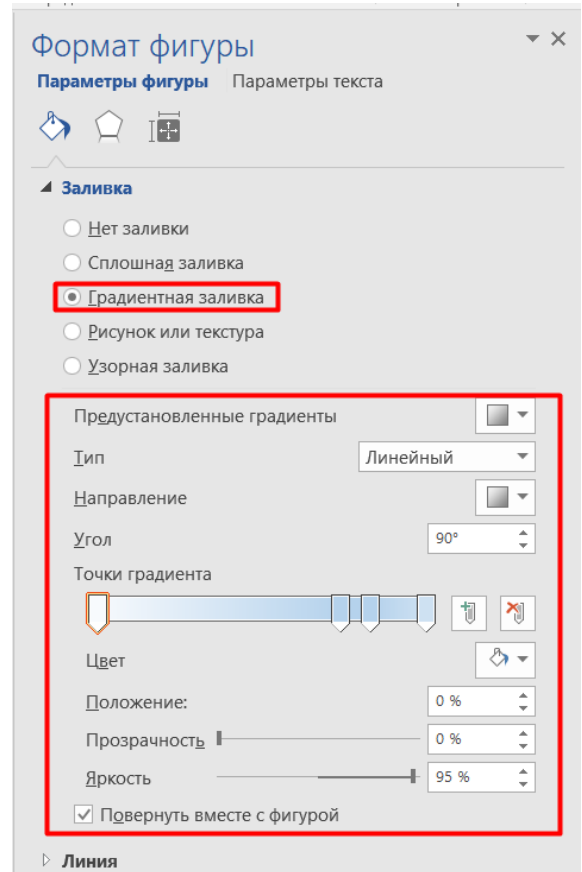 Формат фигуры
Параметры фигуры Параметры текста
Заливка
Нет заливки
Сплошная заливка
Градиентная заливка
Рисунок или текстура
Узорная заливка
Предустановленные градиенты
Тип Линейный
Направление
Угол 90°
Точки градиента
Цвет
Положение: 0 %
Прозрачность 0 %
Яркость 95 %
Повернуть вместе с фигурой
Линия